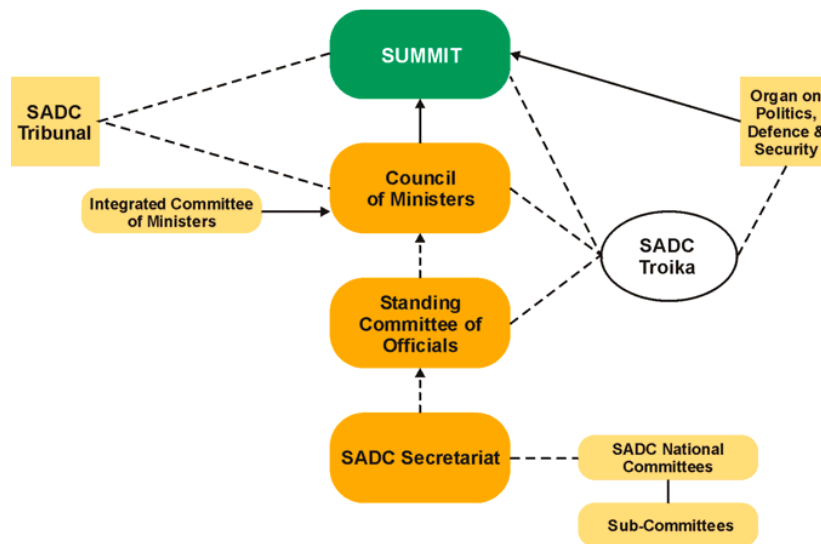 SUMMIT
SADC
Tribunal
Organ on
Politics,
Defence &
Security
Council
of Ministers
Integrated Committee
of Ministers
SADC
Troika
Standing
Committee of
Officials
SADC Secretariat
SADC National
Committees
Sub-Committees